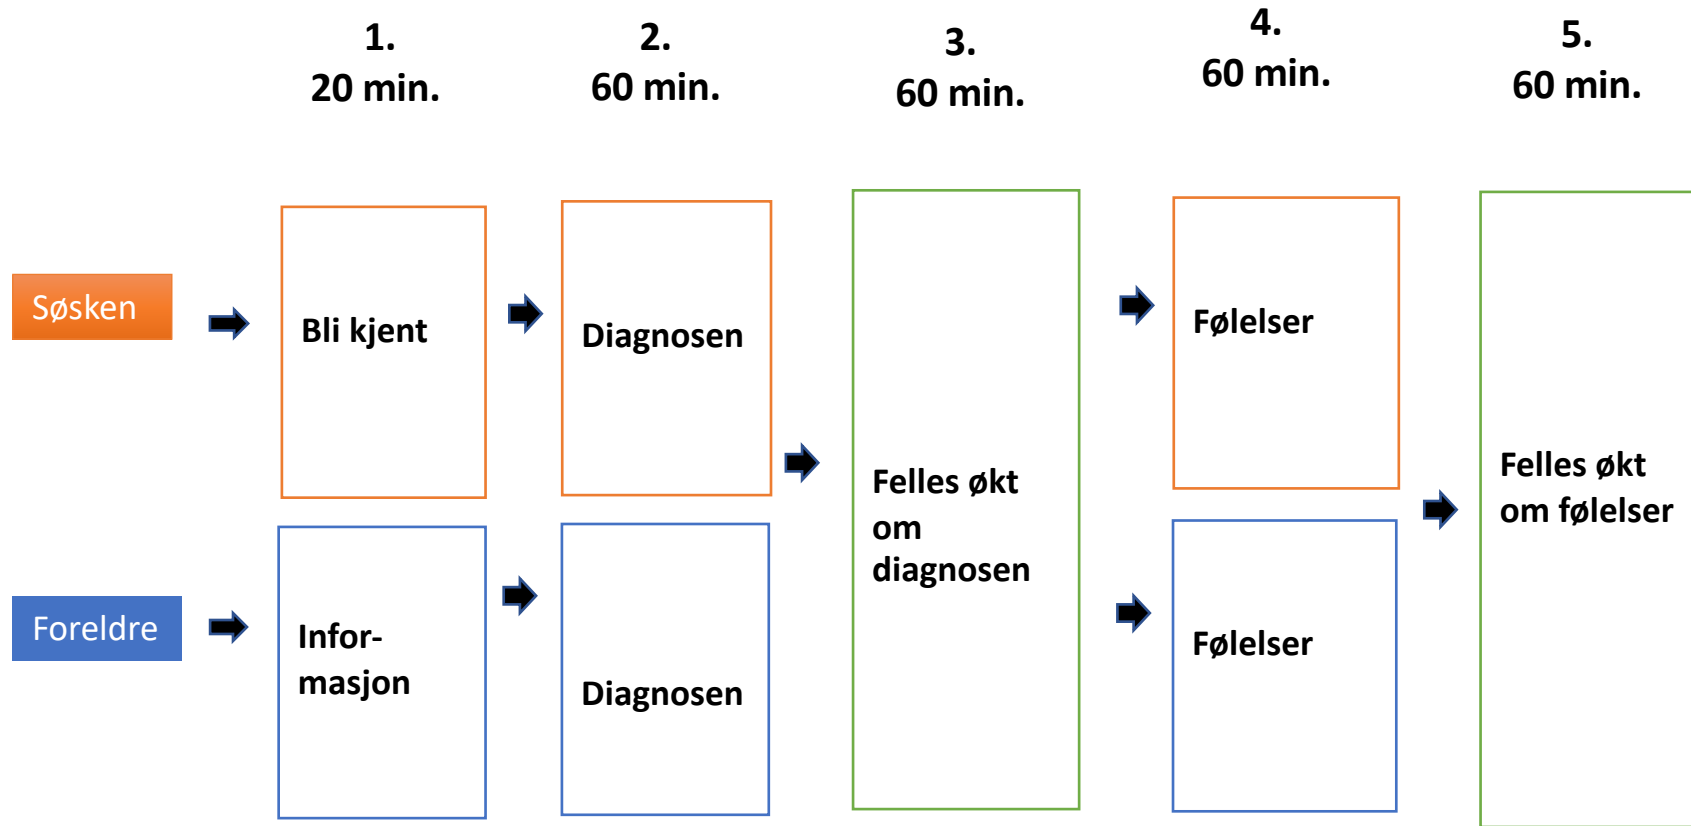 1.
20 min.
2.
60 min.
3.
60 min.
4.
60 min.
5.
60 min.
Søsken
Bli kjent
Diagnosen
Felles økt
om
diagnosen
Følelser
Felles økt
om følelser
Foreldre
Infor-
masjon
Diagnosen
Følelser